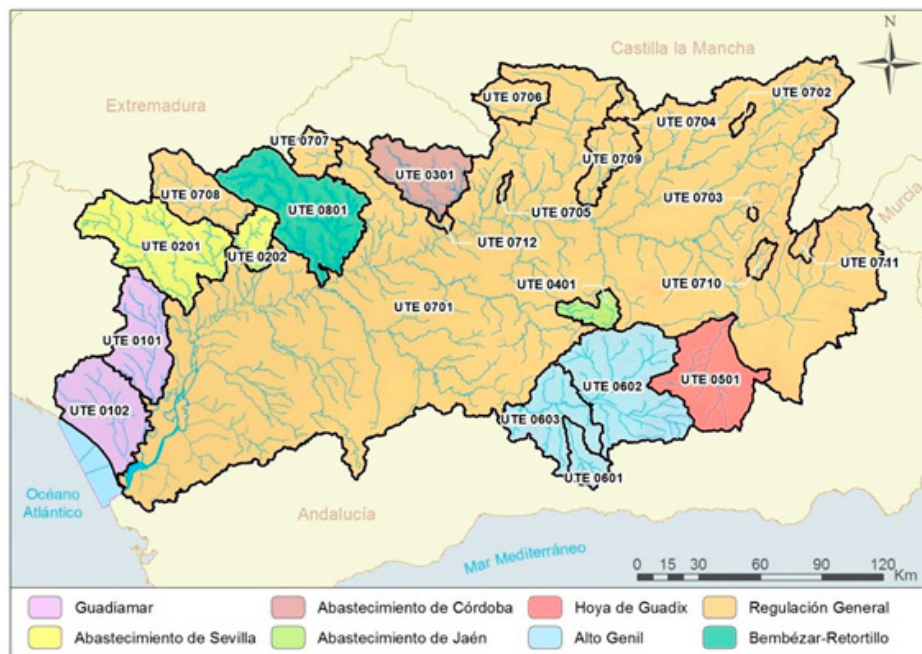 N
Castilla la Mancha
Extremadura
UTE 0706
UTE 0702
UTE 0704
UTE 0707
UTE 0709
UTE 0301
UTE 0708
UTE 0801
UTE 0703
UTE 0705
Murcia
UTE 0201
UTE 0202
UTE 0712
UTE 0711
UTE 0401
UTE 0710
UTE 0701
UTE 0101
UTE 0602
UTE 0501
UTE 0102
UTE 0603
UTE 0601
Océano
Atlántico
Andalucía
Mar Mediterráneo
0 15 30 60 90 120
Km
Guadiamar
Abastecimiento de Córdoba
Hoya de Guadix
Regulación General
Abastecimiento de Sevilla
Abastecimiento de Jaén
Alto Genil
Bembézar-Retortillo